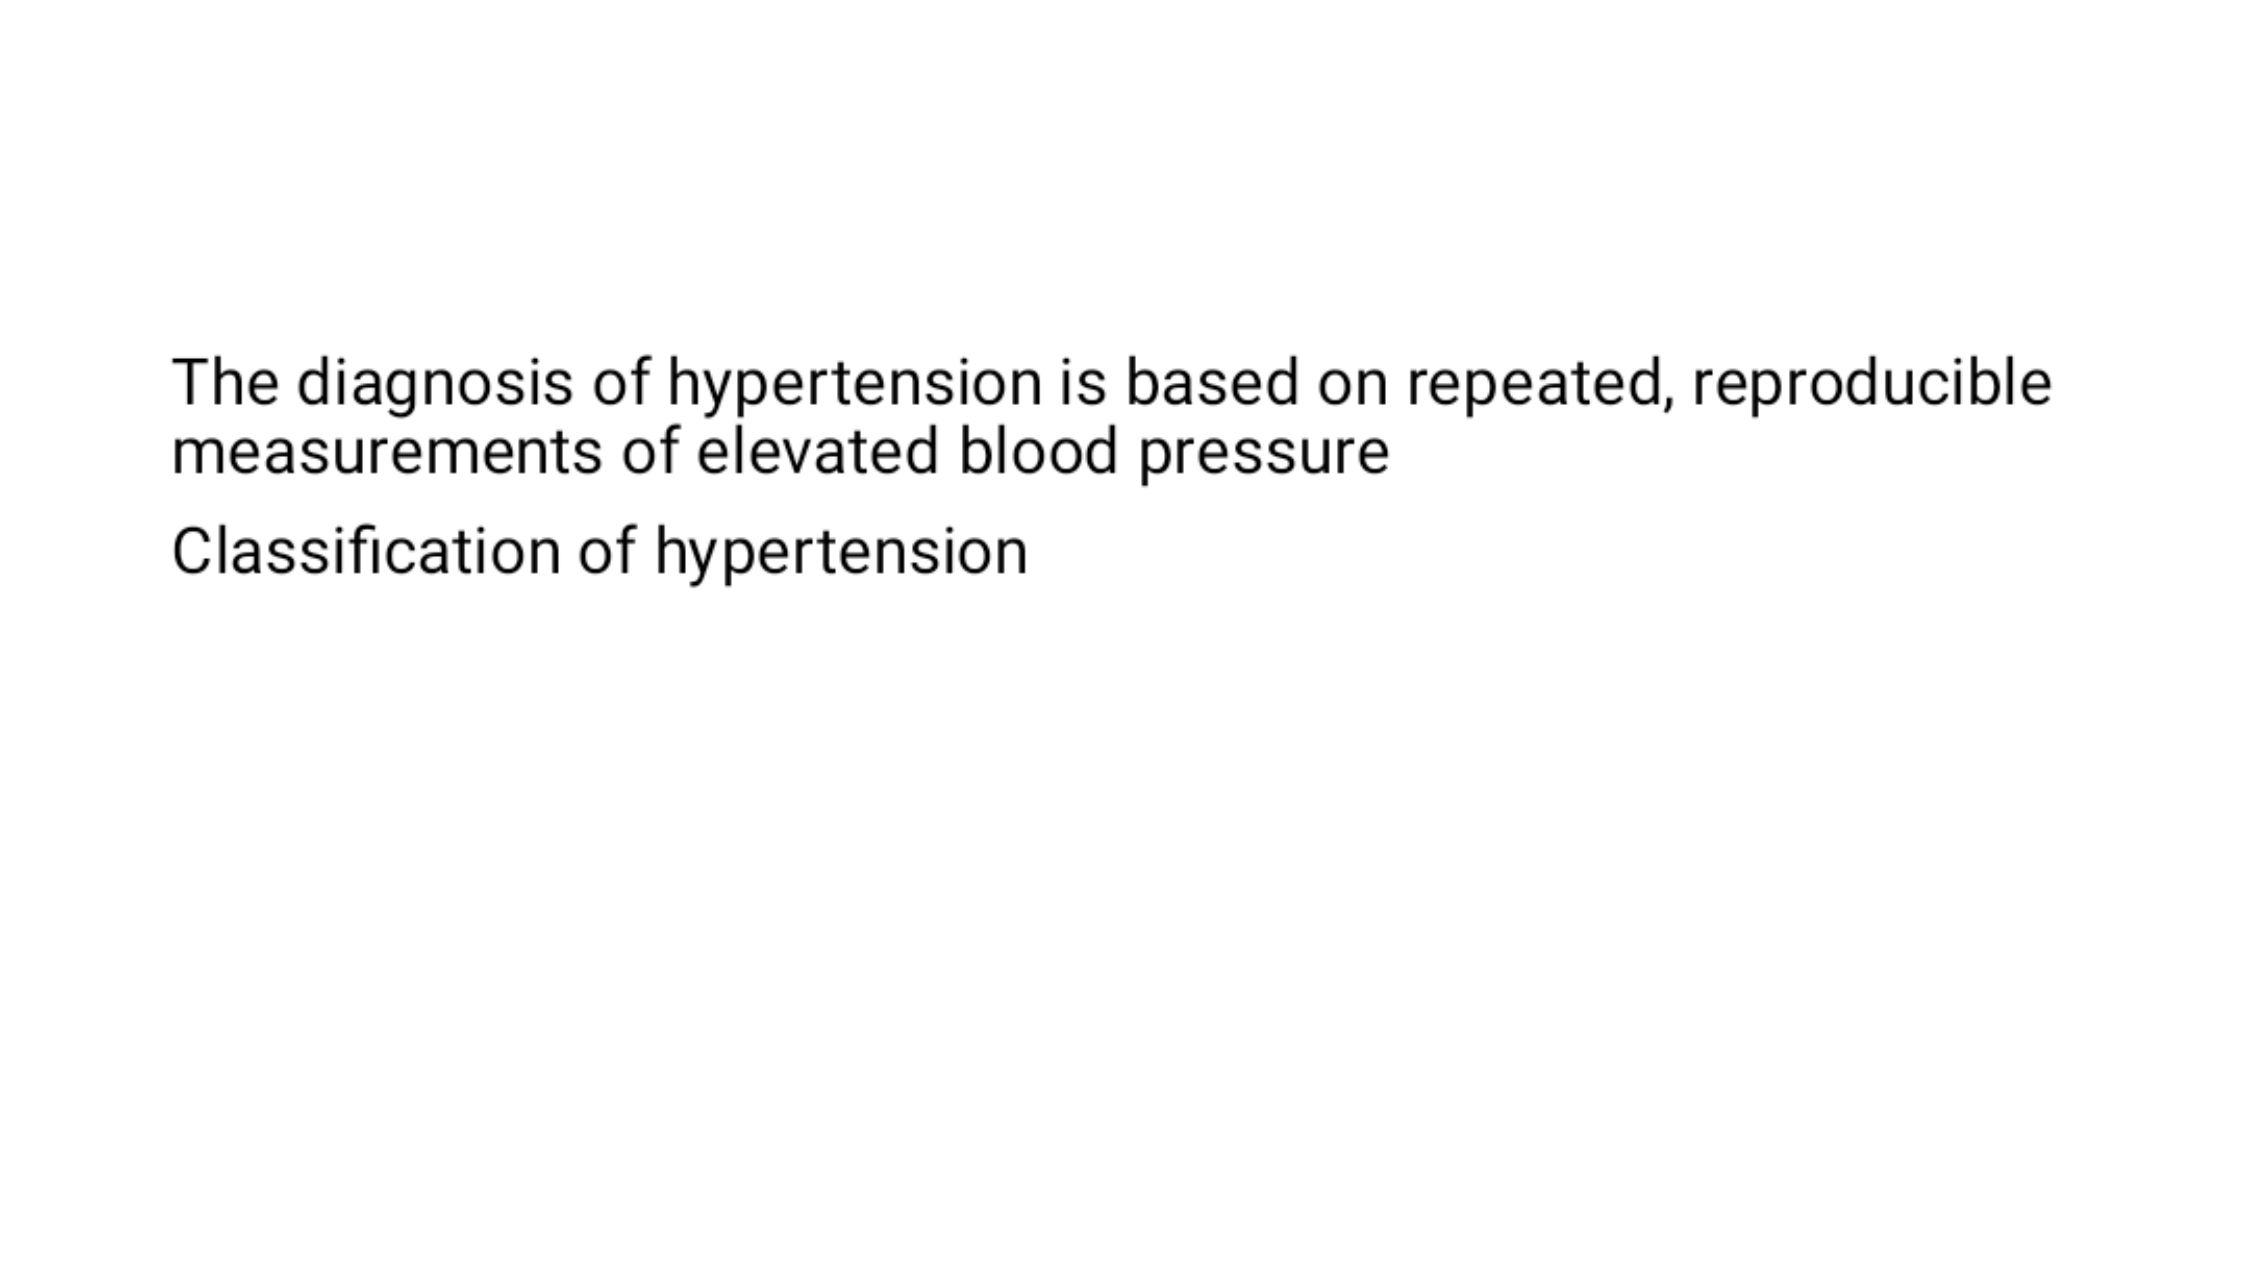 The diagnosis of hypertension is based on repeated, reproducible
measurements of elevated blood pressure
Classification of hypertension